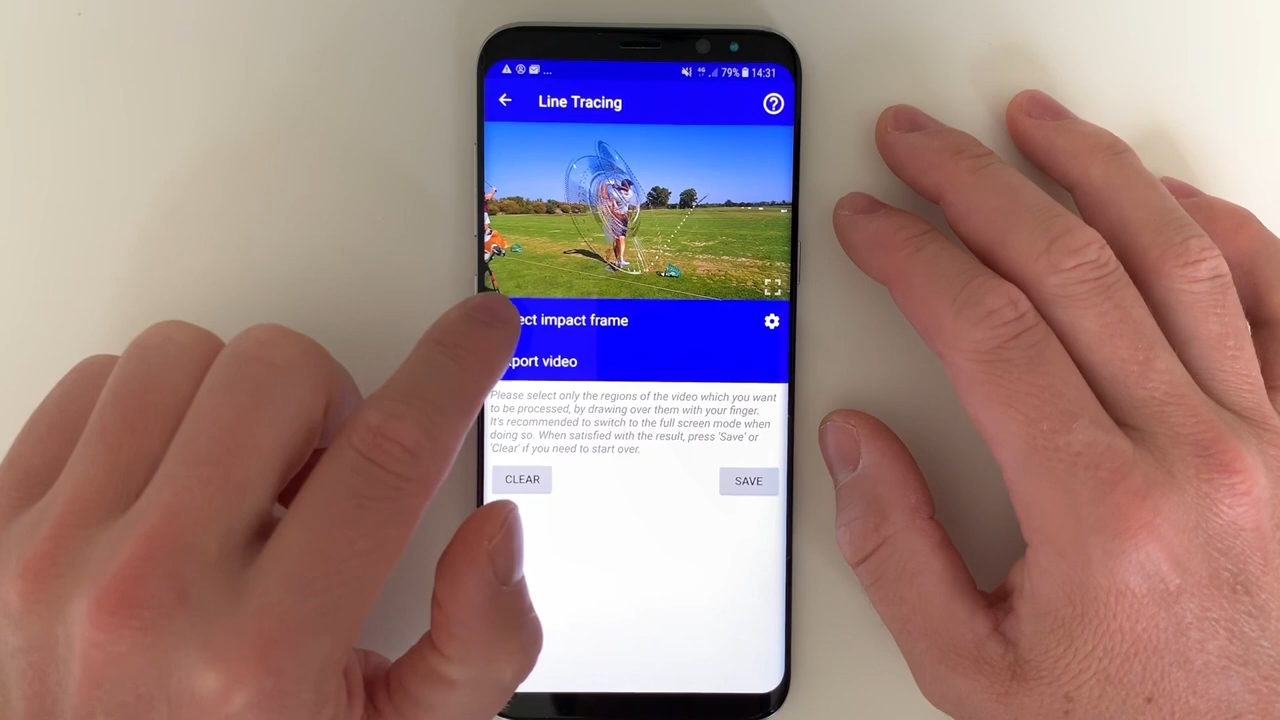 ... 4G 79% 14:31
Line Tracing
ect impact frame
port video
Please select only the regions of the video which you want
to be processed, by drawing over them with your finger.
It's recommended to switch to the full screen mode when
doing so. When satisfied with the result, press 'Save' or
'Clear' if you need to start over.
CLEAR
SAVE